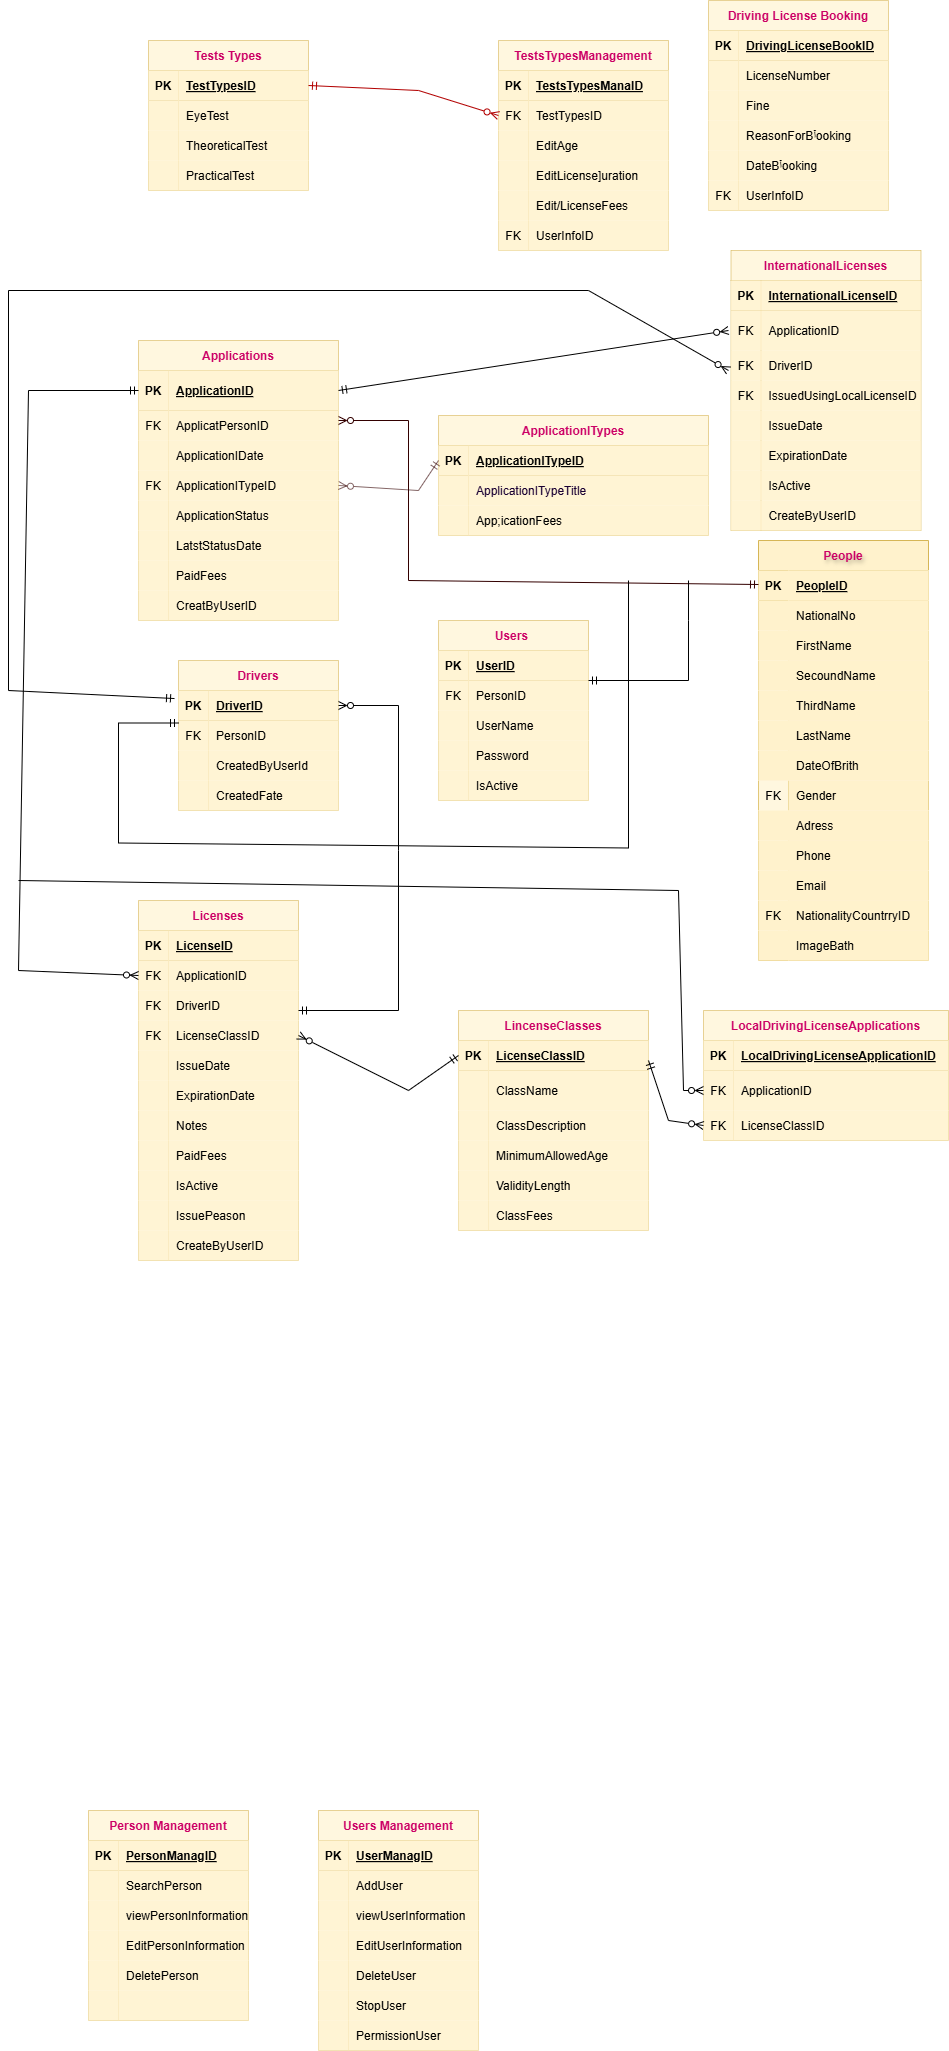 Driving License Booking
PK DrivingLicenseBookID
LicenseNumber
Fine
ReasonForB'ooking
DateB'ooking
FK UserInfoID
Tests Types
PK TestTypesID
EyeTest
TheoreticalTest
PracticalTest
TestsTypesManagement
PK TestsTypesManaID
FK TestTypesID
EditAge
EditLicense]uration
Edit/LicenseFees
FK UserInfoID
InternationalLicenses
PK InternationalLicenseID
FK ApplicationID
FK DriverID
FK IssuedUsingLocalLicenseID
IssueDate
ExpirationDate
IsActive
CreateByUserID
Applications
PK ApplicationID
FK ApplicatPersonID
ApplicationIDate
FK ApplicationITypeID
ApplicationStatus
LatstStatusDate
PaidFees
CreatByUserID
ApplicationITypes
PK ApplicationITypeID
ApplicationITypeTitle
App;icationFees
People
PK PeopleID
NationalNo
FirstName
SecoundName
ThirdName
LastName
DateOfBrith
FK Gender
Adress
Phone
Email
FK NationalityCountrryID
ImageBath
Users
PK UserID
FK PersonID
UserName
Password
IsActive
Drivers
PK DriverID
FK PersonID
CreatedByUserId
CreatedFate
Licenses
PK LicenseID
FK ApplicationID
FK DriverID
FK LicenseClassID
IssueDate
ExpirationDate
Notes
PaidFees
IsActive
IssuePeason
CreateByUserID
LincenseClasses
PK LicenseClassID
ClassName
ClassDescription
MinimumAllowedAge
ValidityLength
ClassFees
LocalDrivingLicenseApplications
PK LocalDrivingLicenseApplicationID
FK ApplicationID
FK LicenseClassID
Person Management
PK PersonManagID
SearchPerson
viewPersonInformation
EditPersonInformation
DeletePerson
Users Management
PK UserManagID
AddUser
viewUserInformation
EditUserInformation
DeleteUser
StopUser
PermissionUser